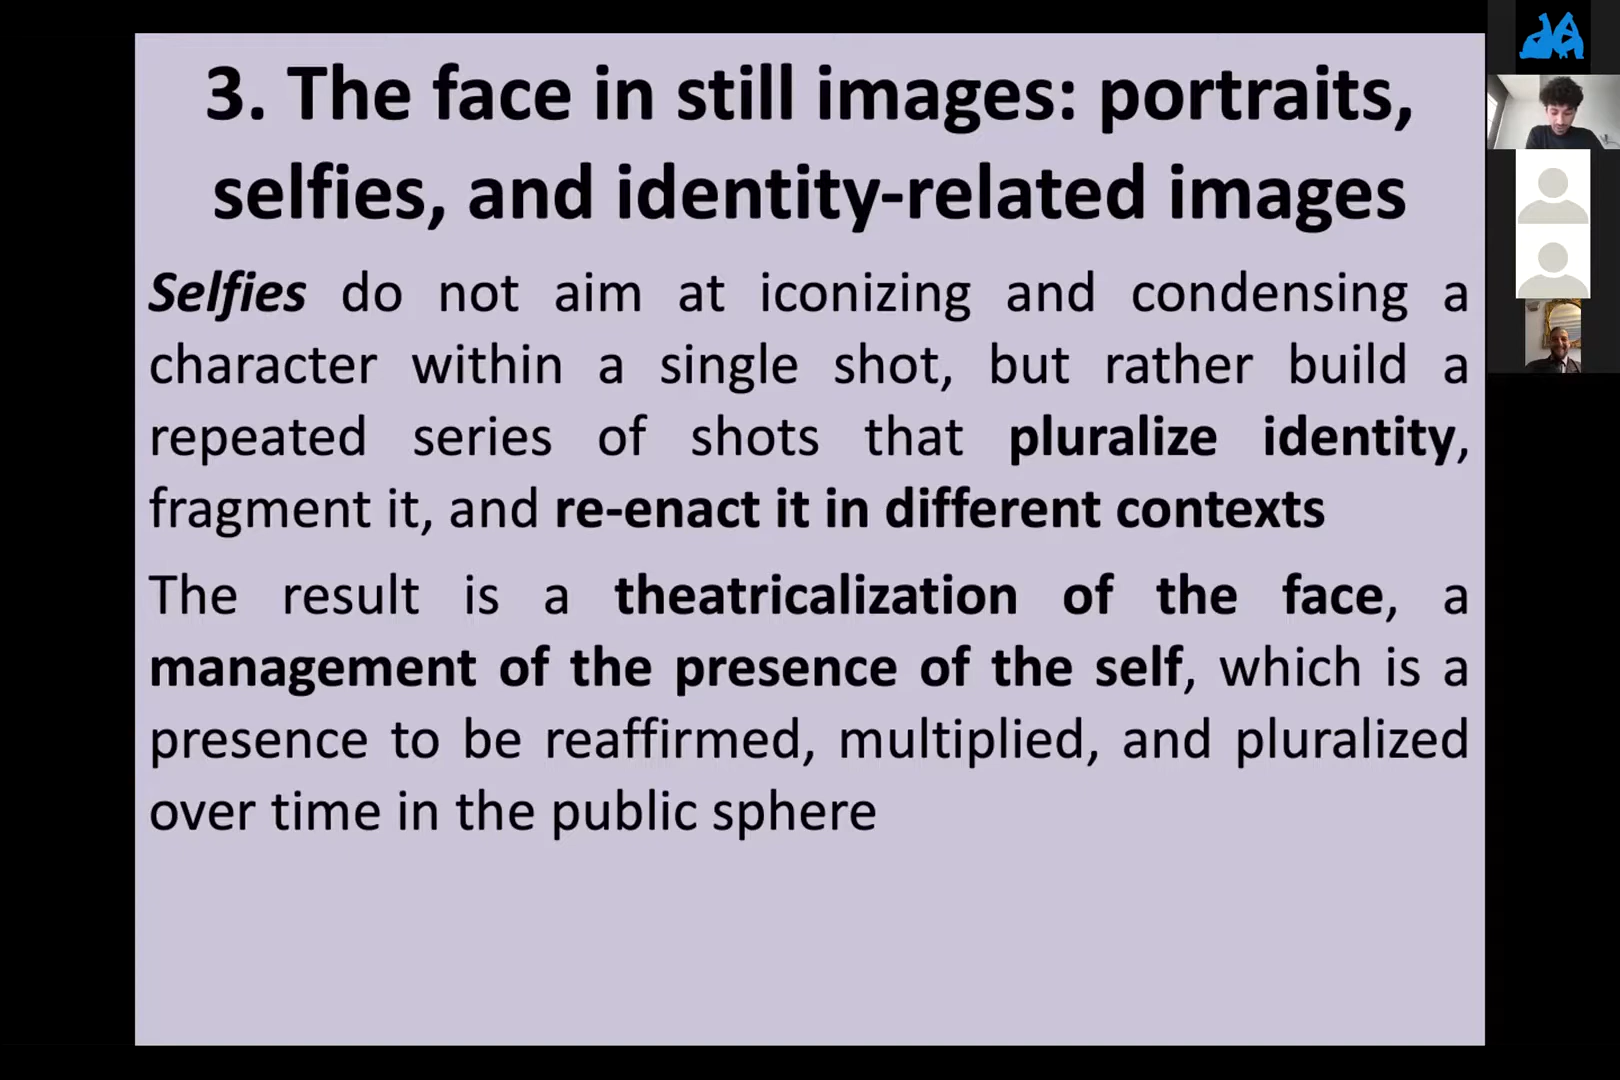 3. The face in still images: portraits,
selfies, and identity-related images
Selfies do not aim at iconizing and condensing a
character within a single shot, but rather build a
repeated series of shots that pluralize identity,
fragment it, and re-enact it in different contexts
The result is a theatricalization of the face, a
management of the presence of the self, which is a
presence to be reaffirmed, multiplied, and pluralized
over time in the public sphere